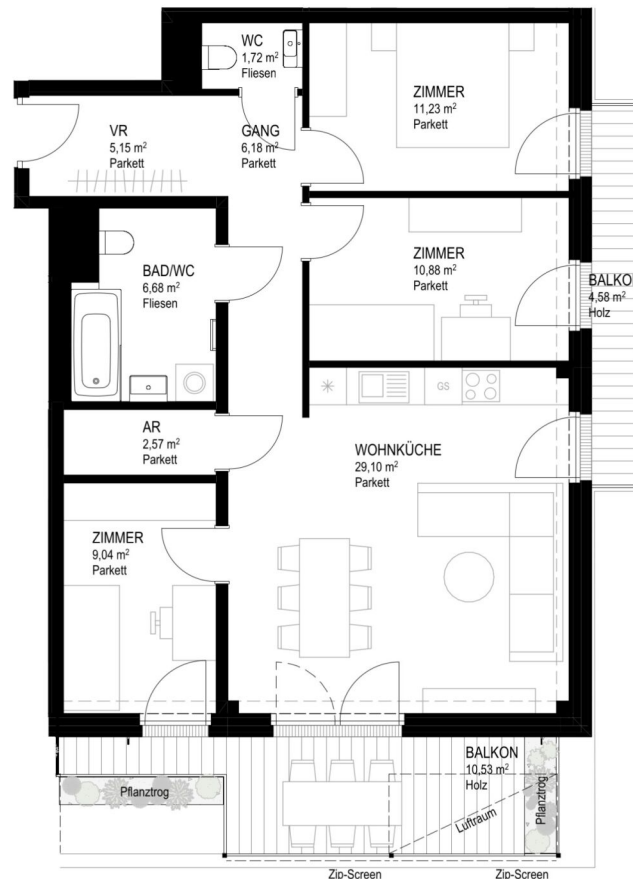 WC
1,72 m²
Fliesen
ZIMMER
11,23 m²
Parkett
VR
5,15 m²
Parkett
GANG
6,18 m²
Parkett
ZIMMER
10,88 m²
Parkett
BAD/WC
6,68 m²
Fliesen
BALKON
4,58 m²
Holz
GS
AR
2,57 m²
Parkett
WOHNKÜCHE
29,10 m²
Parkett
ZIMMER
9,04 m²
Parkett
BALKON
10,53 m²
Holz
Pflanztrog
Luftraum
Pflanztrog
Zip-Screen
Zip-Screen